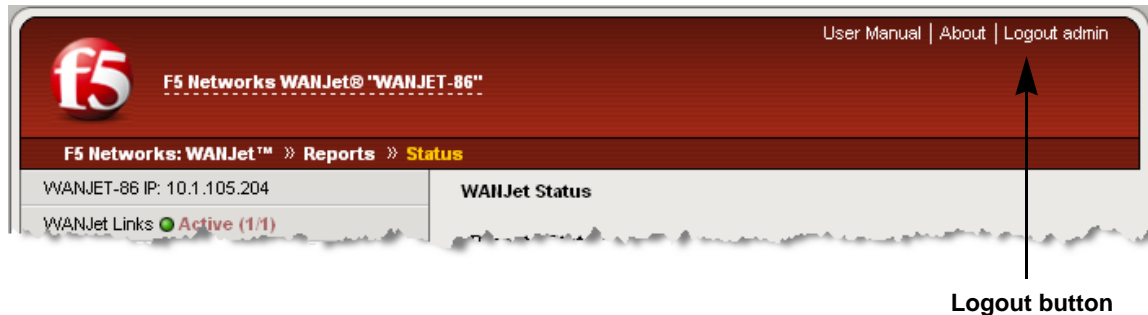 User Manual | About | Logout admin
f5
F5 Networks WANJet® "WANJET-86"
F5 Networks: WANJet™ » Reports » Status
WANJET-86 IP: 10.1.105.204
WANJet Status
WANJet Links Active (1/1)
Logout button